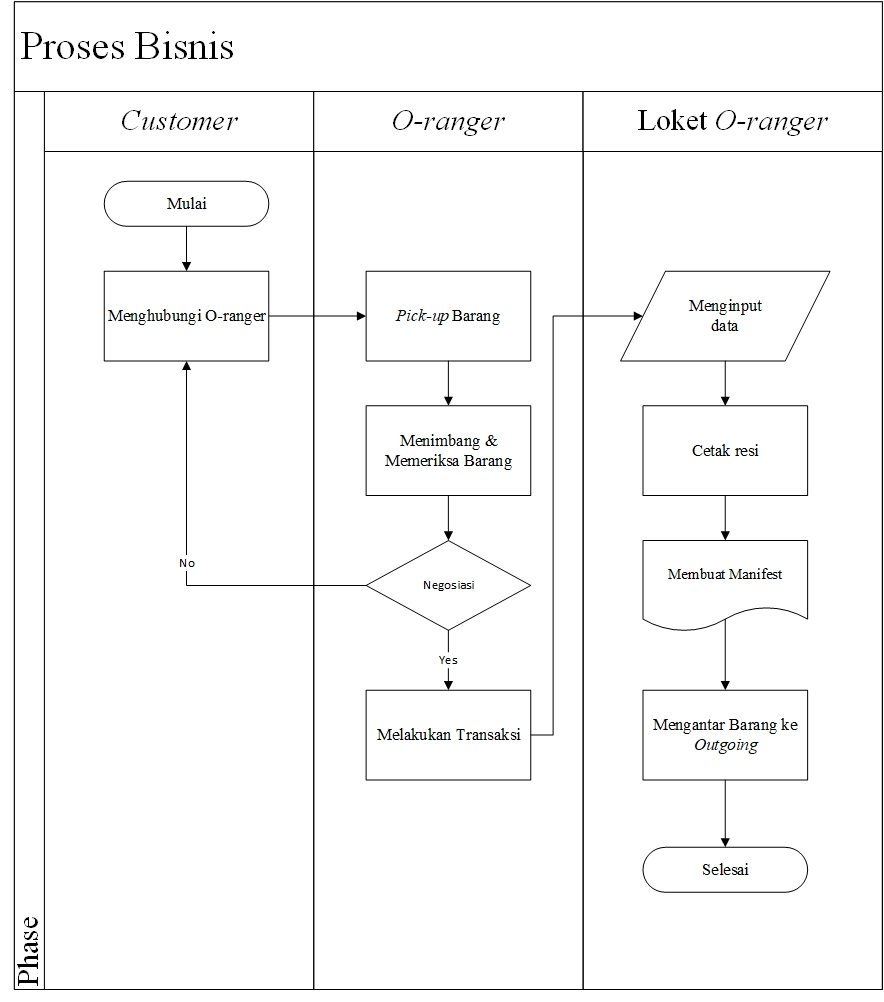 Proses Bisnis
Customer
O-ranger
Loket O-ranger
Mulai
Menghubungi O-ranger
Pick-up Barang
Menginput
data
Menimbang &
Memeriksa Barang
Cetak resi
No
Negosiasi
Membuat Manifest
Yes
Melakukan Transaksi
Mengantar Barang ke
Outgoing
Selesai
Phase